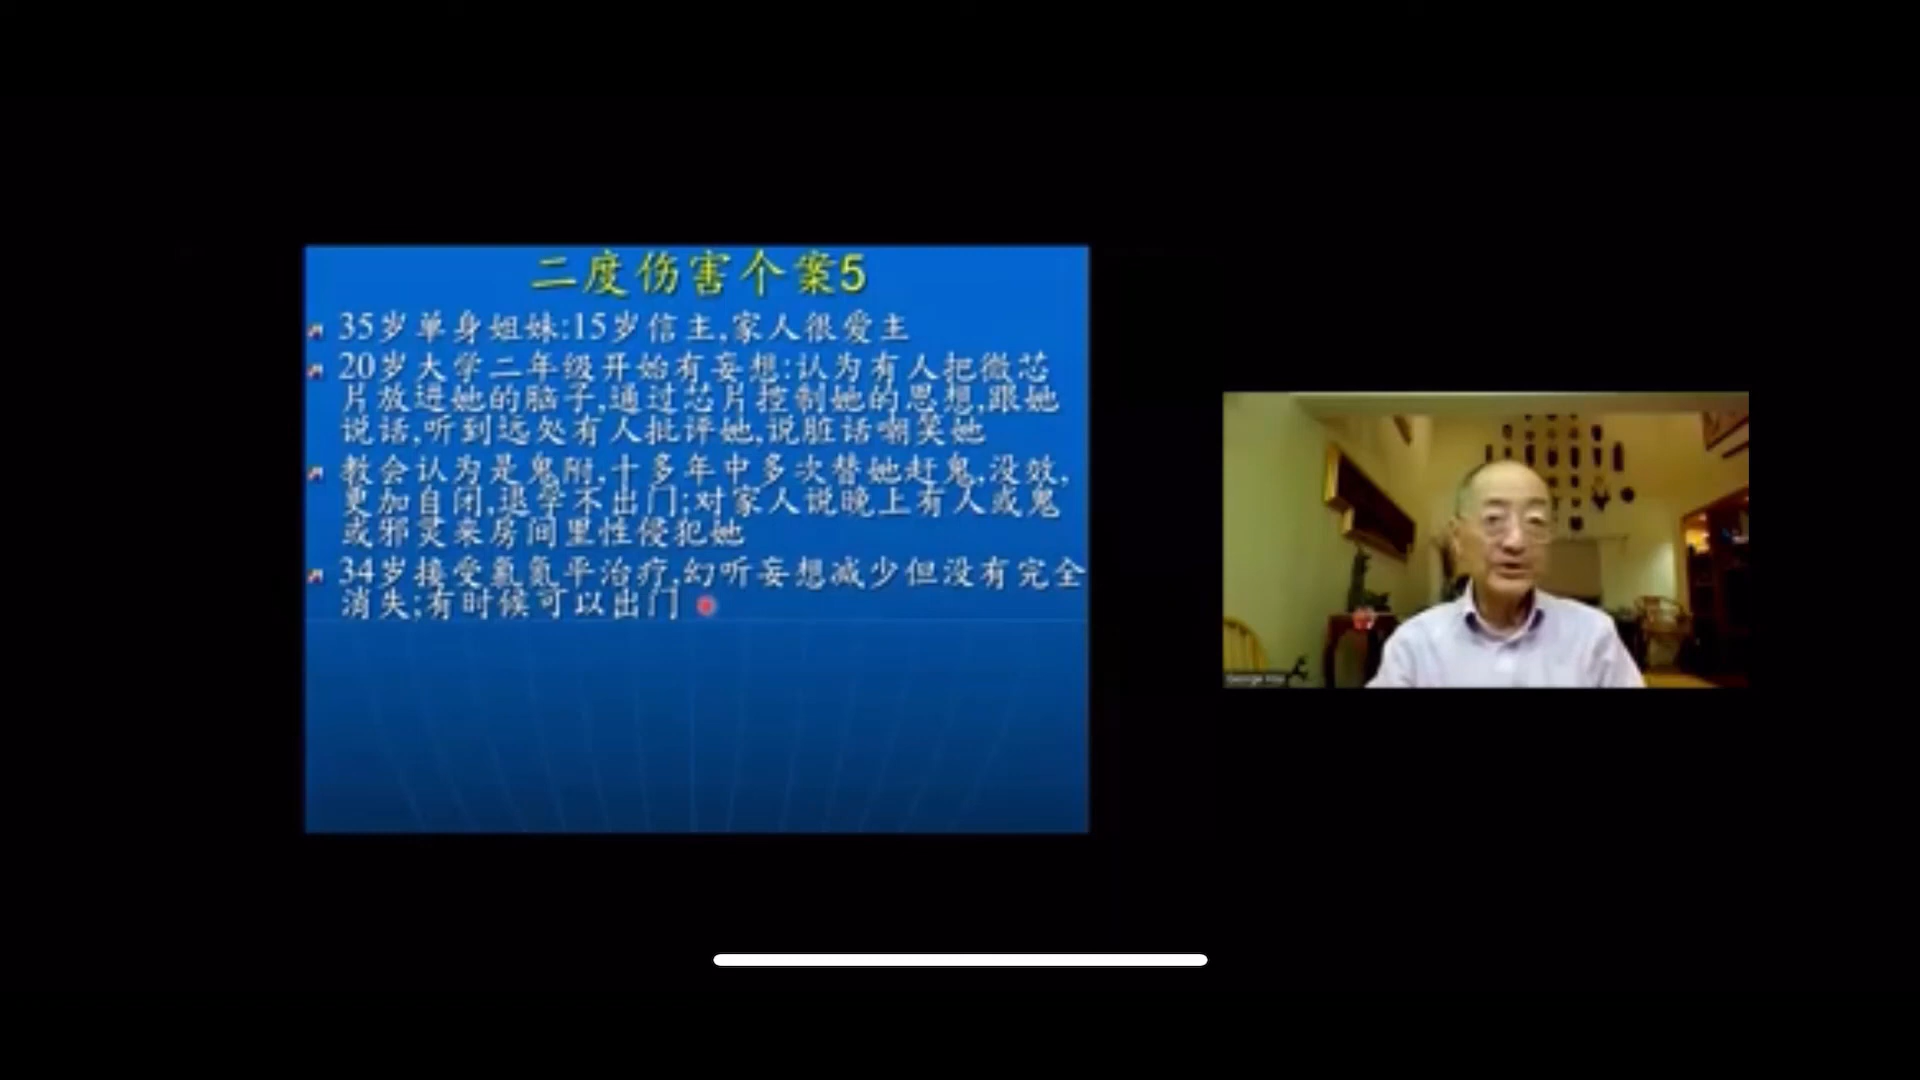 二度伤害个案5
35岁单身姐妹:15岁信主,家人很爱主
20岁大学二年级开始有妄想:认为有人把微芯
片放进她的脑子,通过芯片控制她的思想,跟她
说话,听到远处有人批评她,说脏话嘲笑她
教会认为是鬼附,十多年中多次替她赶鬼,没效,
更加自闭,退学不出门;对家人说晚上有人或鬼
或邪灵来房间里性侵犯她
34岁接受氯氮平治疗,幻听妄想减少但没有完全
消失;有时候可以出门
George